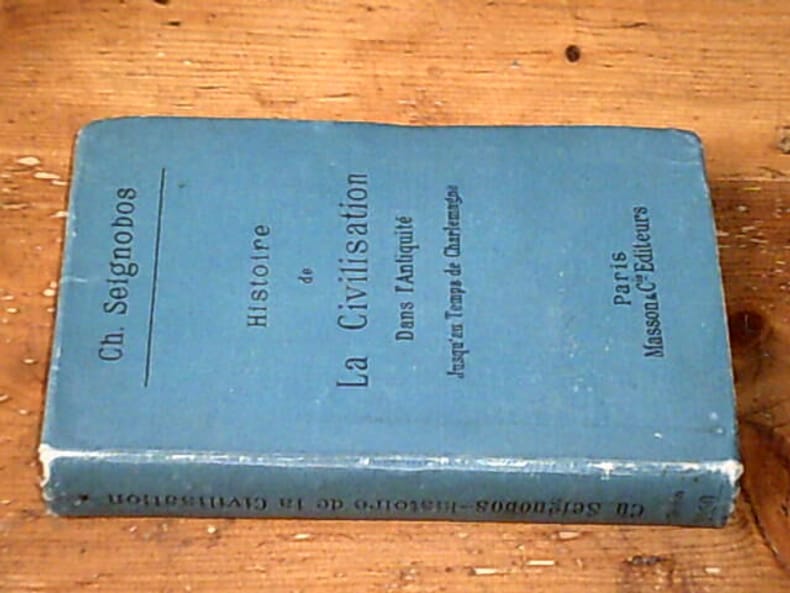 Ch. Seignobos
Histoire
de
La Civilisation
Dans l'Antiquité
Jusqu'au Temps de Charlemagne
Paris
Masson & Cie Editeurs
Ch Seignobos - Histoire de la Civilisation